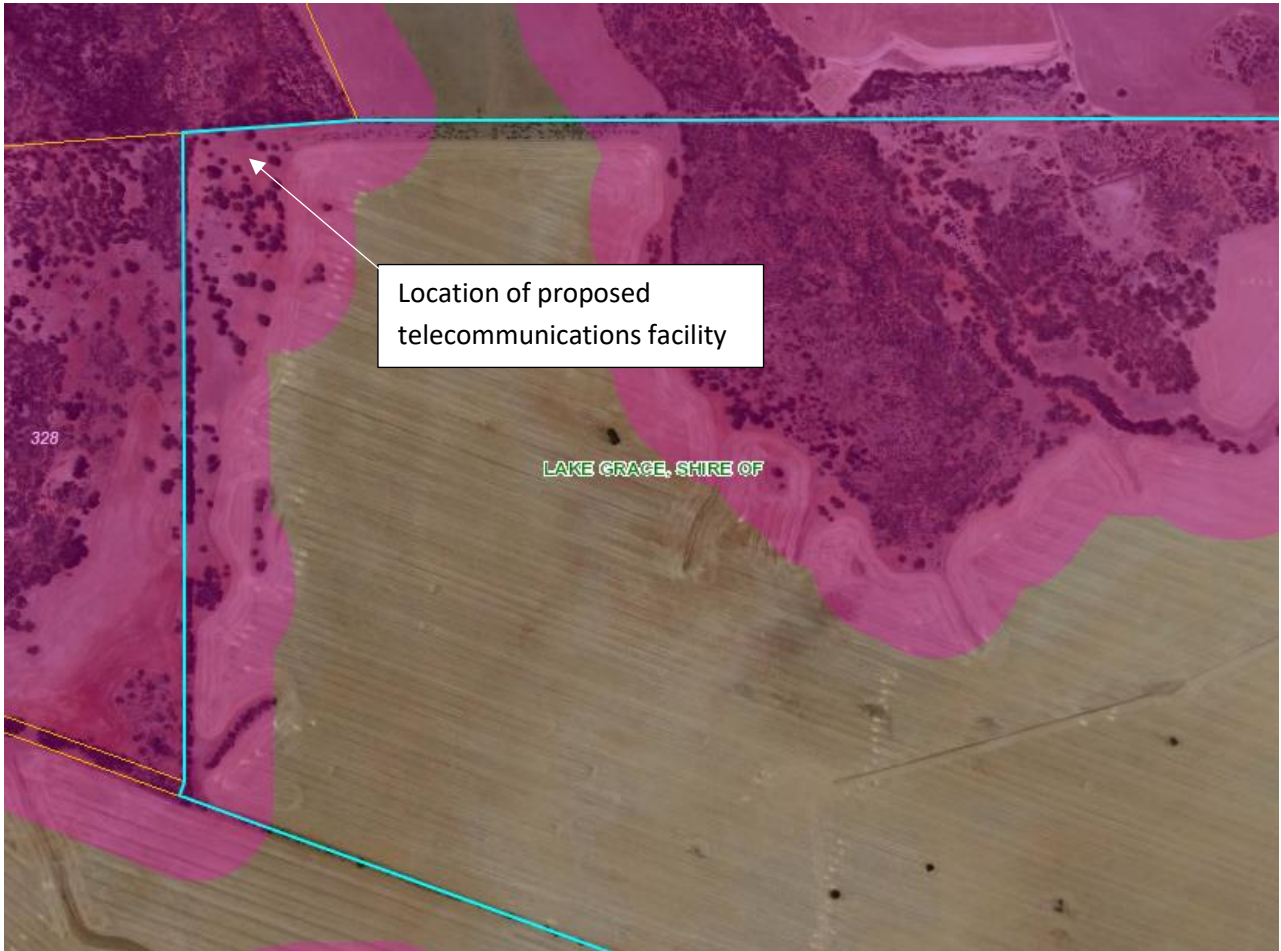 Location of proposed
telecommunications facility
328
LAKE GRACE, SHIRE OF